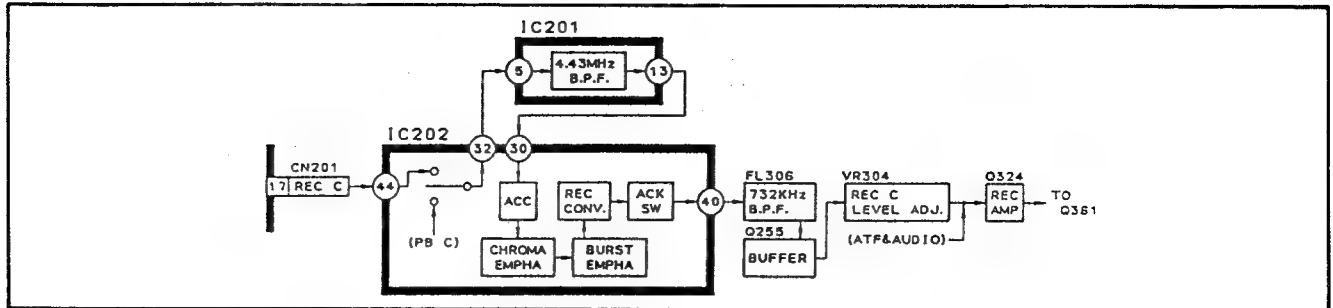 IC201
5
4.43MHz
B.P.F.
13
IC202
32
30
CN201
17 REC C
44
(PB C)
ACC
REC
CONV.
ACK
SW
CHROMA
EMPHA
BURST
EMPHA
40
FL306
732KHz
B.P.F.
Q255
BUFFER
VR304
REC C
LEVEL ADJ.
(ATF&AUDIO)
Q324
REC
AMP
TO
Q361